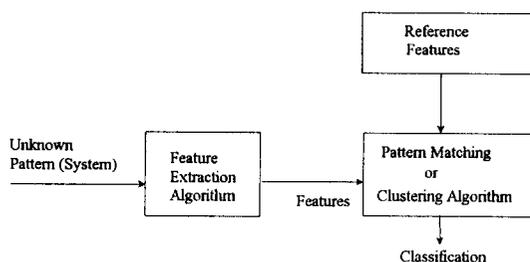 Reference
Features
Unknown
Pattern (System)
Feature
Extraction
Algorithm
Features
Pattern Matching
or
Clustering Algorithm
Classification